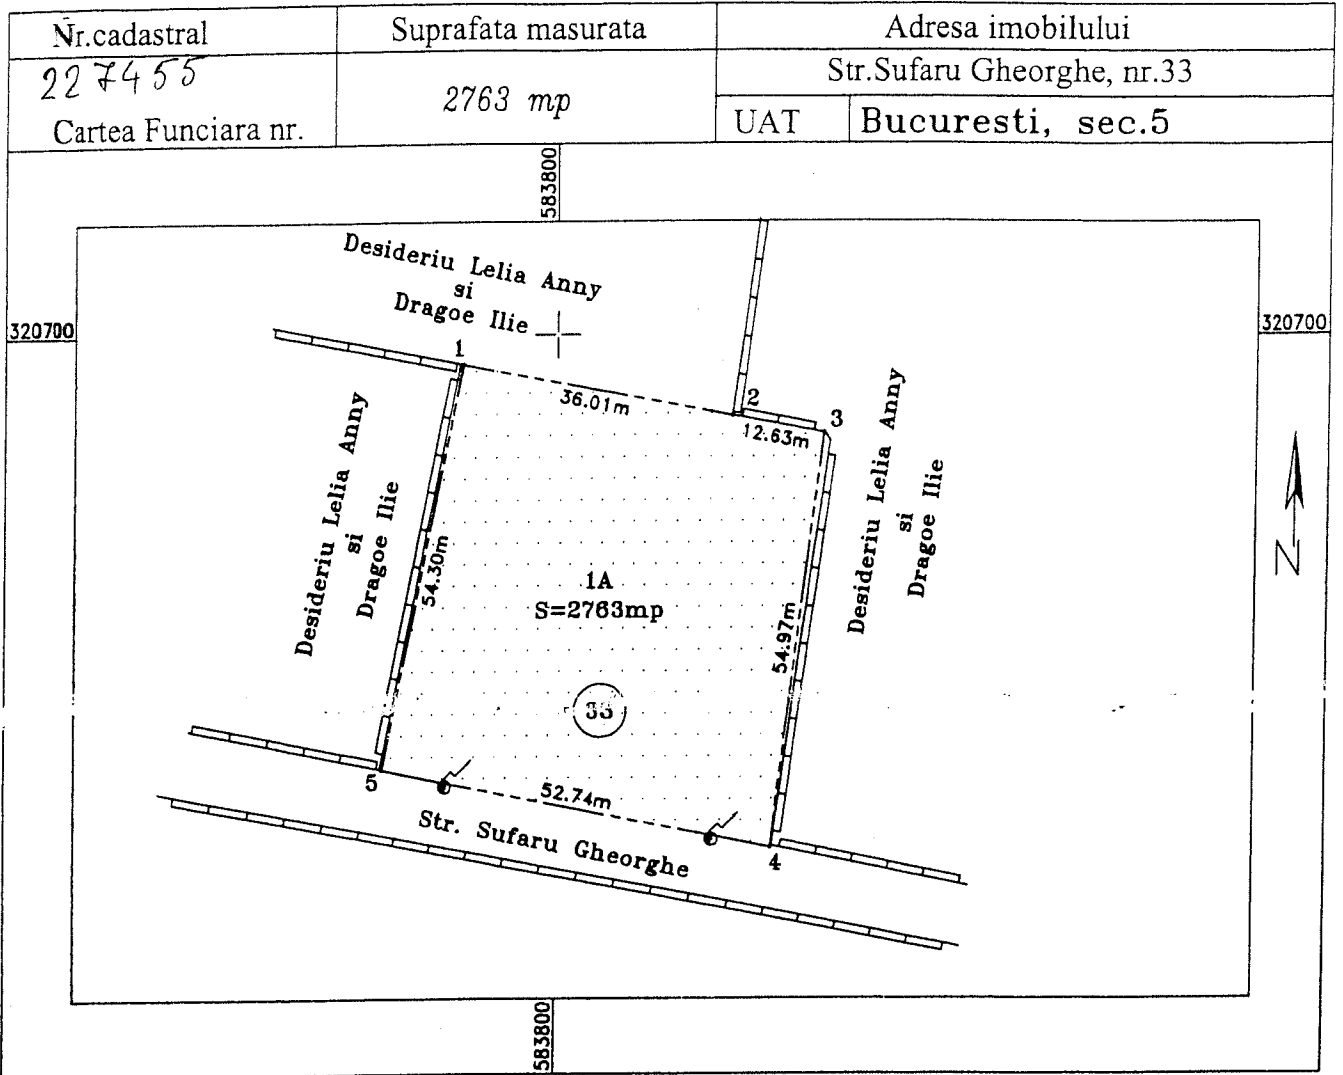 Nr.cadastral
227455
Cartea Funciara nr.
Suprafata masurata
2763 mp
Adresa imobilului
Str.Sufaru Gheorghe, nr.33
UAT
Bucuresti, sec.5
583800
320700
320700
Desideriu Lelia Anny
si
Dragoe Ilie
1
2
3
36.01m
12.63m
Desideriu Lelia Anny
si
Dragoe Ilie
54.30m
1A
S=2763mp
54.97m
Desideriu Lelia Anny
si
Dragoe Ilie
N
33
5
52.74m
4
Str. Sufaru Gheorghe
583800